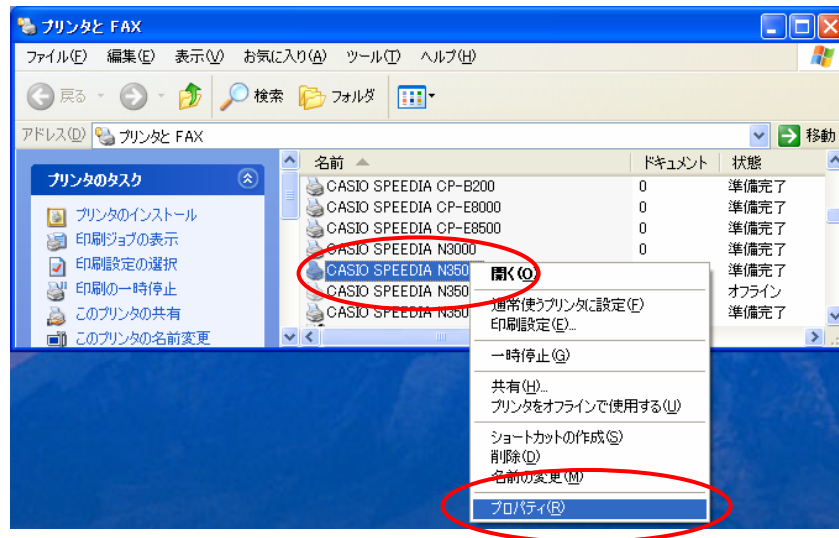 プリンタと FAX
ファイル(F) 編集(E) 表示(V) お気に入り(A) ツール(T) ヘルプ(H)
戻る 検索 フォルダ
アドレス(D) プリンタと FAX 移動
プリンタのタスク
プリンタのインストール
印刷ジョブの表示
印刷設定の選択
印刷の一時停止
このプリンタの共有
このプリンタの名前変更
名前 ドキュメント 状態
CASIO SPEEDIA CP-B200 0 準備完了
CASIO SPEEDIA CP-E8000 0 準備完了
CASIO SPEEDIA CP-E8500 0 準備完了
CASIO SPEEDIA N3000 0 準備完了
CASIO SPEEDIA N350 準備完了
CASIO SPEEDIA N350 オフライン
CASIO SPEEDIA N350 準備完了
開く(O)
通常使うプリンタに設定(F)
印刷設定(E)...
一時停止(G)
共有(H)...
プリンタをオフラインで使用する(U)
ショートカットの作成(S)
削除(D)
名前の変更(M)
プロパティ(R)